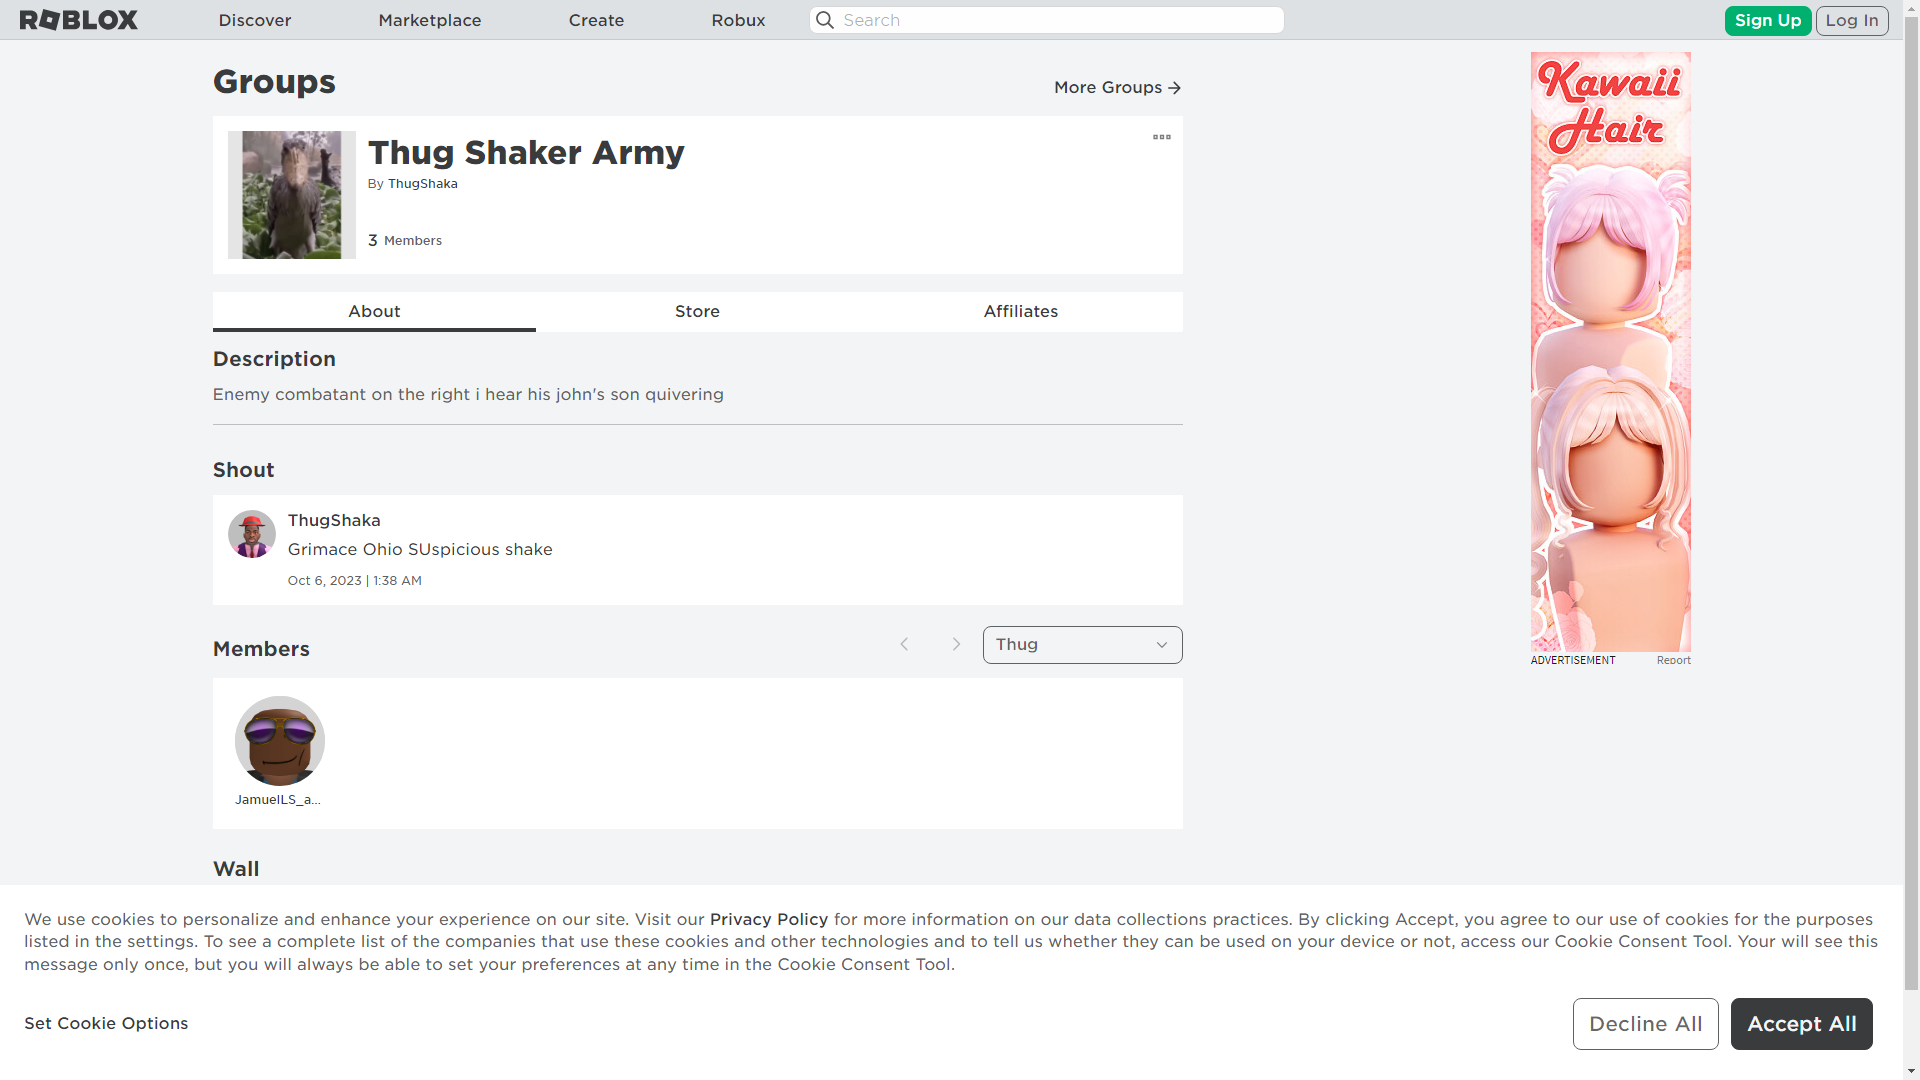 ROBLOX
Discover
Marketplace
Create
Robux
Search
Sign Up
Log In
Groups
More Groups
Thug Shaker Army
By ThugShaka
3 Members
About
Store
Affiliates
Description
Enemy combatant on the right i hear his john's son quivering
Shout
ThugShaka
Grimace Ohio SUspicious shake
Oct 6, 2023 | 1:38 AM
Members
Thug
JamuelLS_a...
Wall
Kawaii
Hair
ADVERTISEMENT
Report
We use cookies to personalize and enhance your experience on our site. Visit our Privacy Policy for more information on our data collections practices. By clicking Accept, you agree to our use of cookies for the purposes
listed in the settings. To see a complete list of the companies that use these cookies and other technologies and to tell us whether they can be used on your device or not, access our Cookie Consent Tool. Your will see this
message only once, but you will always be able to set your preferences at any time in the Cookie Consent Tool.
Set Cookie Options
Decline All
Accept All